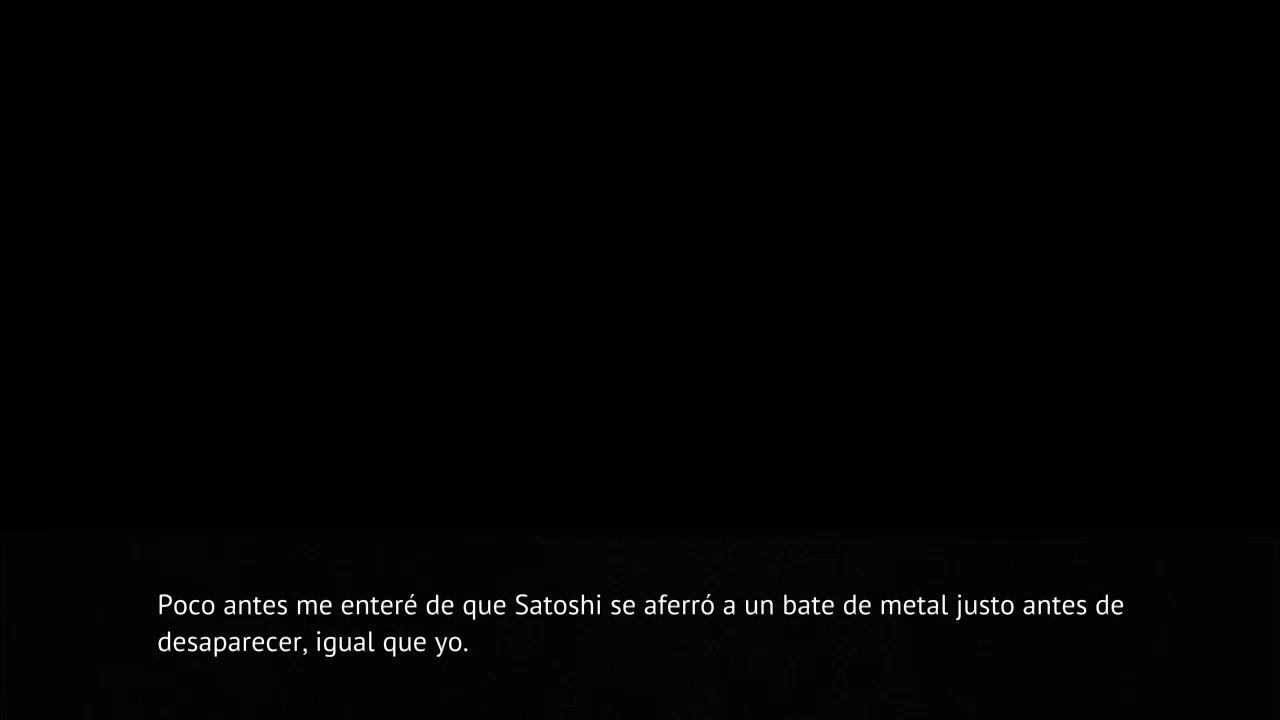 Poco antes me enteré de que Satoshi se aferró a un bate de metal justo antes de
desaparecer, igual que yo.